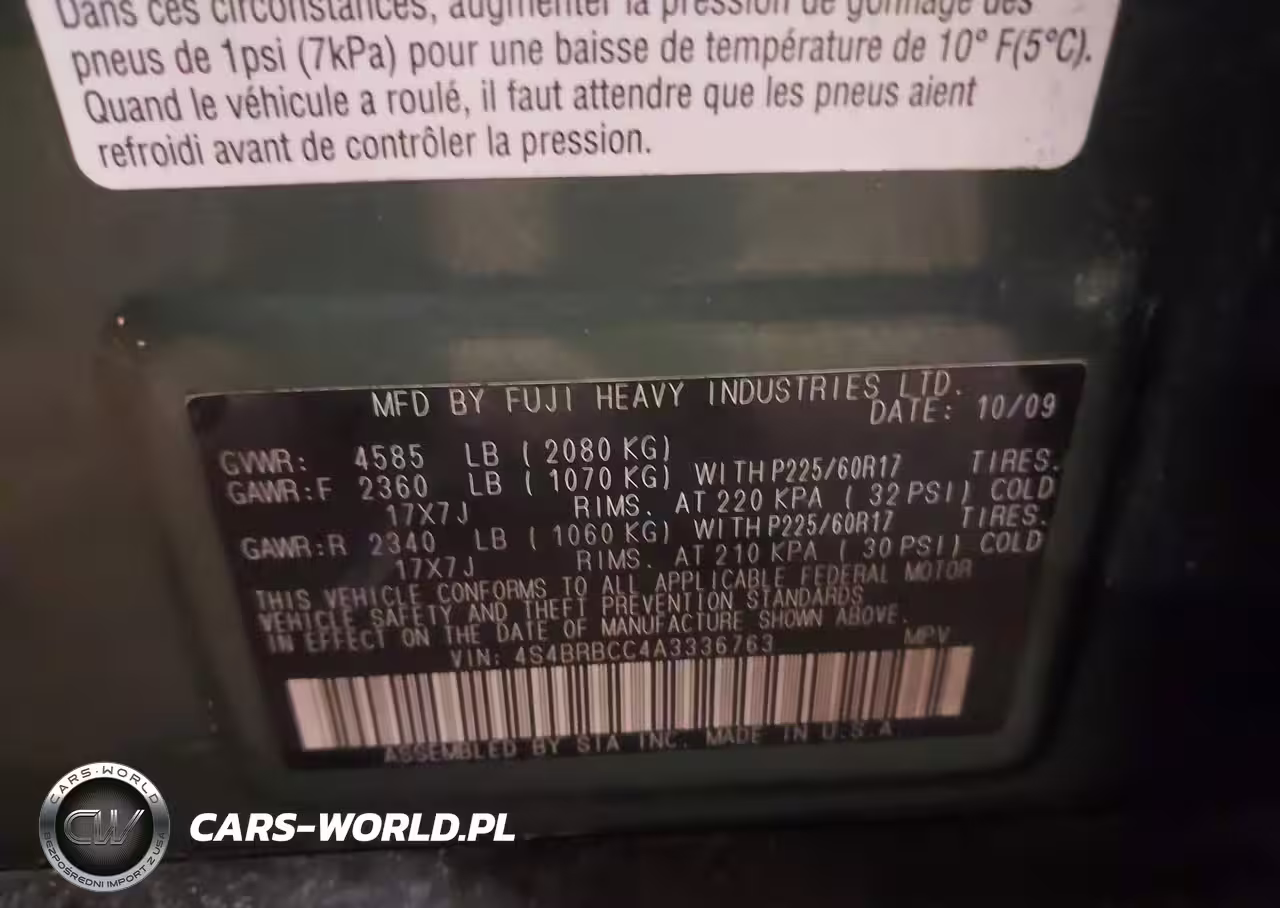 Dans ces circonstances, augmenter la pression de gonflage des
pneus de 1psi (7kPa) pour une baisse de température de 10° F(5°C).
Quand le véhicule a roulé, il faut attendre que les pneus aient
refroidi avant de contrôler la pression.
MFD BY FUJI HEAVY INDUSTRIES LTD.
DATE: 10/09
GVWR: 4585 LB ( 2080 KG)
GAWR:F 2360 LB ( 1070 KG) WITH P225/60R17 TIRES.
17X7J RIMS. AT 220 KPA ( 32 PSI) COLD
GAWR:R 2340 LB ( 1060 KG) WITH P225/60R17 TIRES.
17X7J RIMS. AT 210 KPA ( 30 PSI) COLD
THIS VEHICLE CONFORMS TO ALL APPLICABLE FEDERAL MOTOR
VEHICLE SAFETY AND THEFT PREVENTION STANDARDS
IN EFFECT ON THE DATE OF MANUFACTURE SHOWN ABOVE.
VIN: 4S4BRBCC4A3336763 MPV
ASSEMBLED BY SIA INC. MADE IN U.S.A
CARS-WORLD
CW
BEZPOŚREDNI IMPORT Z USA
CARS-WORLD.PL